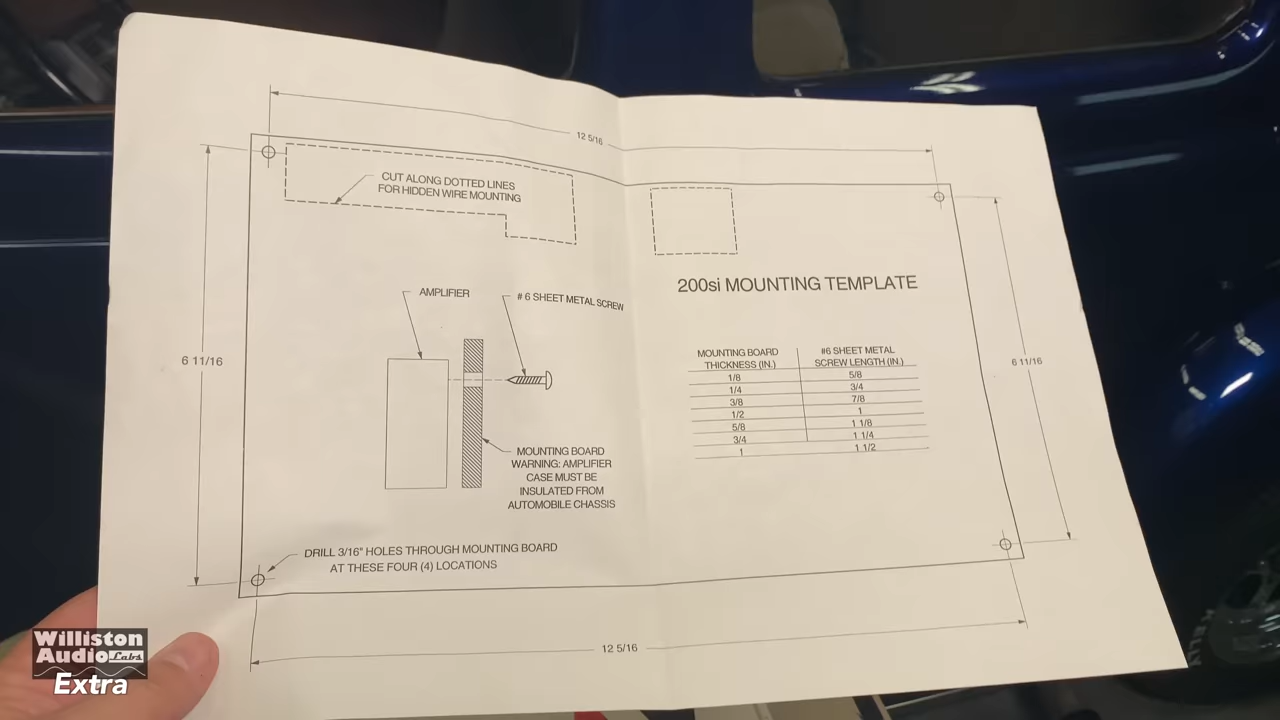 12 5/16
CUT ALONG DOTTED LINES
FOR HIDDEN WIRE MOUNTING
200si MOUNTING TEMPLATE
AMPLIFIER
# 6 SHEET METAL SCREW
6 11/16
6 11/16
MOUNTING BOARD
THICKNESS (IN.)
#6 SHEET METAL
SCREW LENGTH (IN.)
1/8 5/8
1/4 3/4
3/8 7/8
1/2 1
5/8 1 1/8
3/4 1 1/4
1 1 1/2
MOUNTING BOARD
WARNING: AMPLIFIER
CASE MUST BE
INSULATED FROM
AUTOMOBILE CHASSIS
DRILL 3/16" HOLES THROUGH MOUNTING BOARD
AT THESE FOUR (4) LOCATIONS
12 5/16
Williston
Audio Labs
Extra